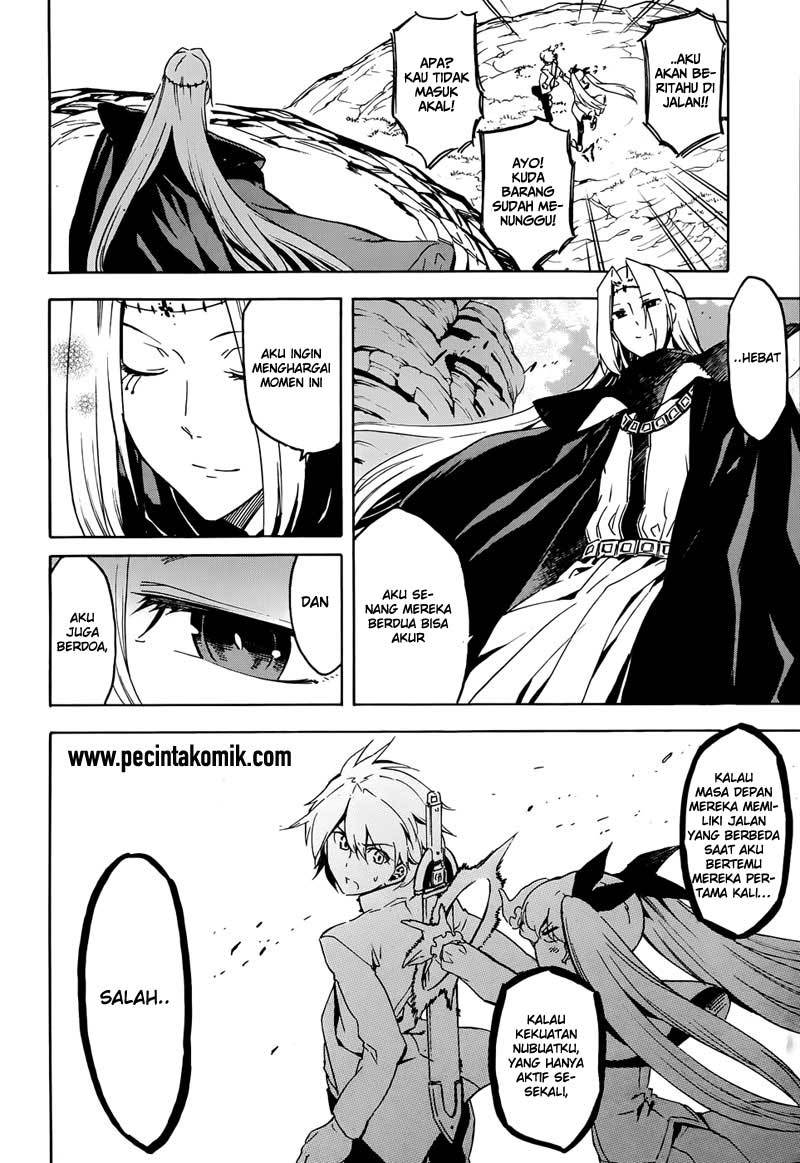 ..AKU
AKAN BE-
RITAHU DI
JALAN!!
APA?
KAU TIDAK
MASUK
AKAL!
AYO!
KUDA
BARANG
SUDAH ME-
NUNGGU!
..HEBAT
AKU SE-
NANG MEREKA
BERDUA BISA
AKUR
AKU INGIN
MENGHARGAI
MOMEN INI
DAN
AKU
JUGA
BERDOA,
www.pecintakomik.com
KALAU
MASA DEPAN
MEREKA MEMI-
LIKI JALAN
YANG BERBEDA
SAAT AKU
BERTEMU
MEREKA PER-
TAMA KALI...
KALAU
KEKUATAN
NUBUATKU,
YANG HANYA
AKTIF SE-
SEKALI,
SALAH..